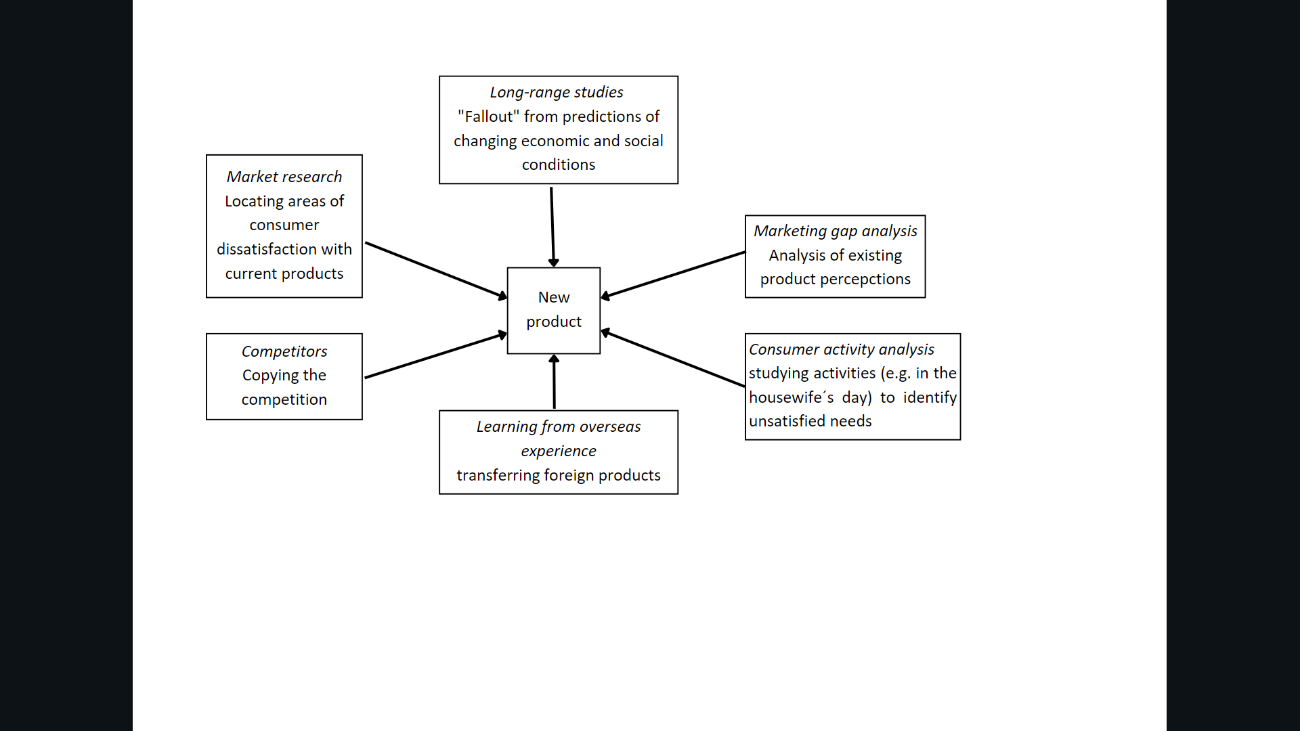 Long-range studies
"Fallout" from predictions of
changing economic and social
conditions
Market research
Locating areas of
consumer
dissatisfaction with
current products
Marketing gap analysis
Analysis of existing
product percepctions
New
product
Competitors
Copying the
competition
Consumer activity analysis
studying activities (e.g. in the
housewife´s day) to identify
unsatisfied needs
Learning from overseas
experience
transferring foreign products